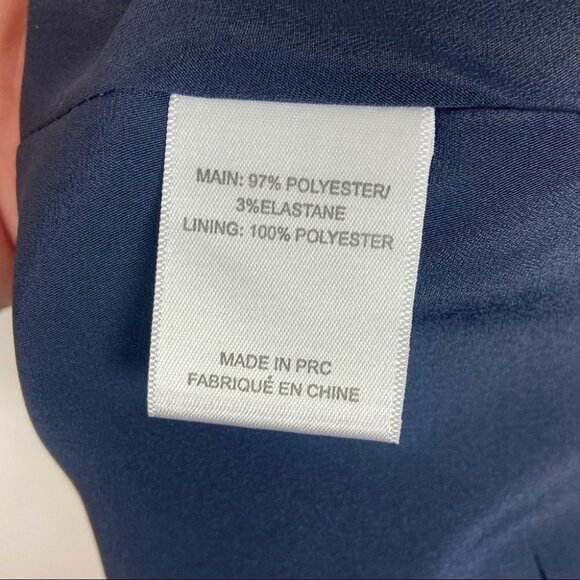 MAIN: 97% POLYESTER/
3%ELASTANE
LINING: 100% POLYESTER
MADE IN PRC
FABRIQUÉ EN CHINE